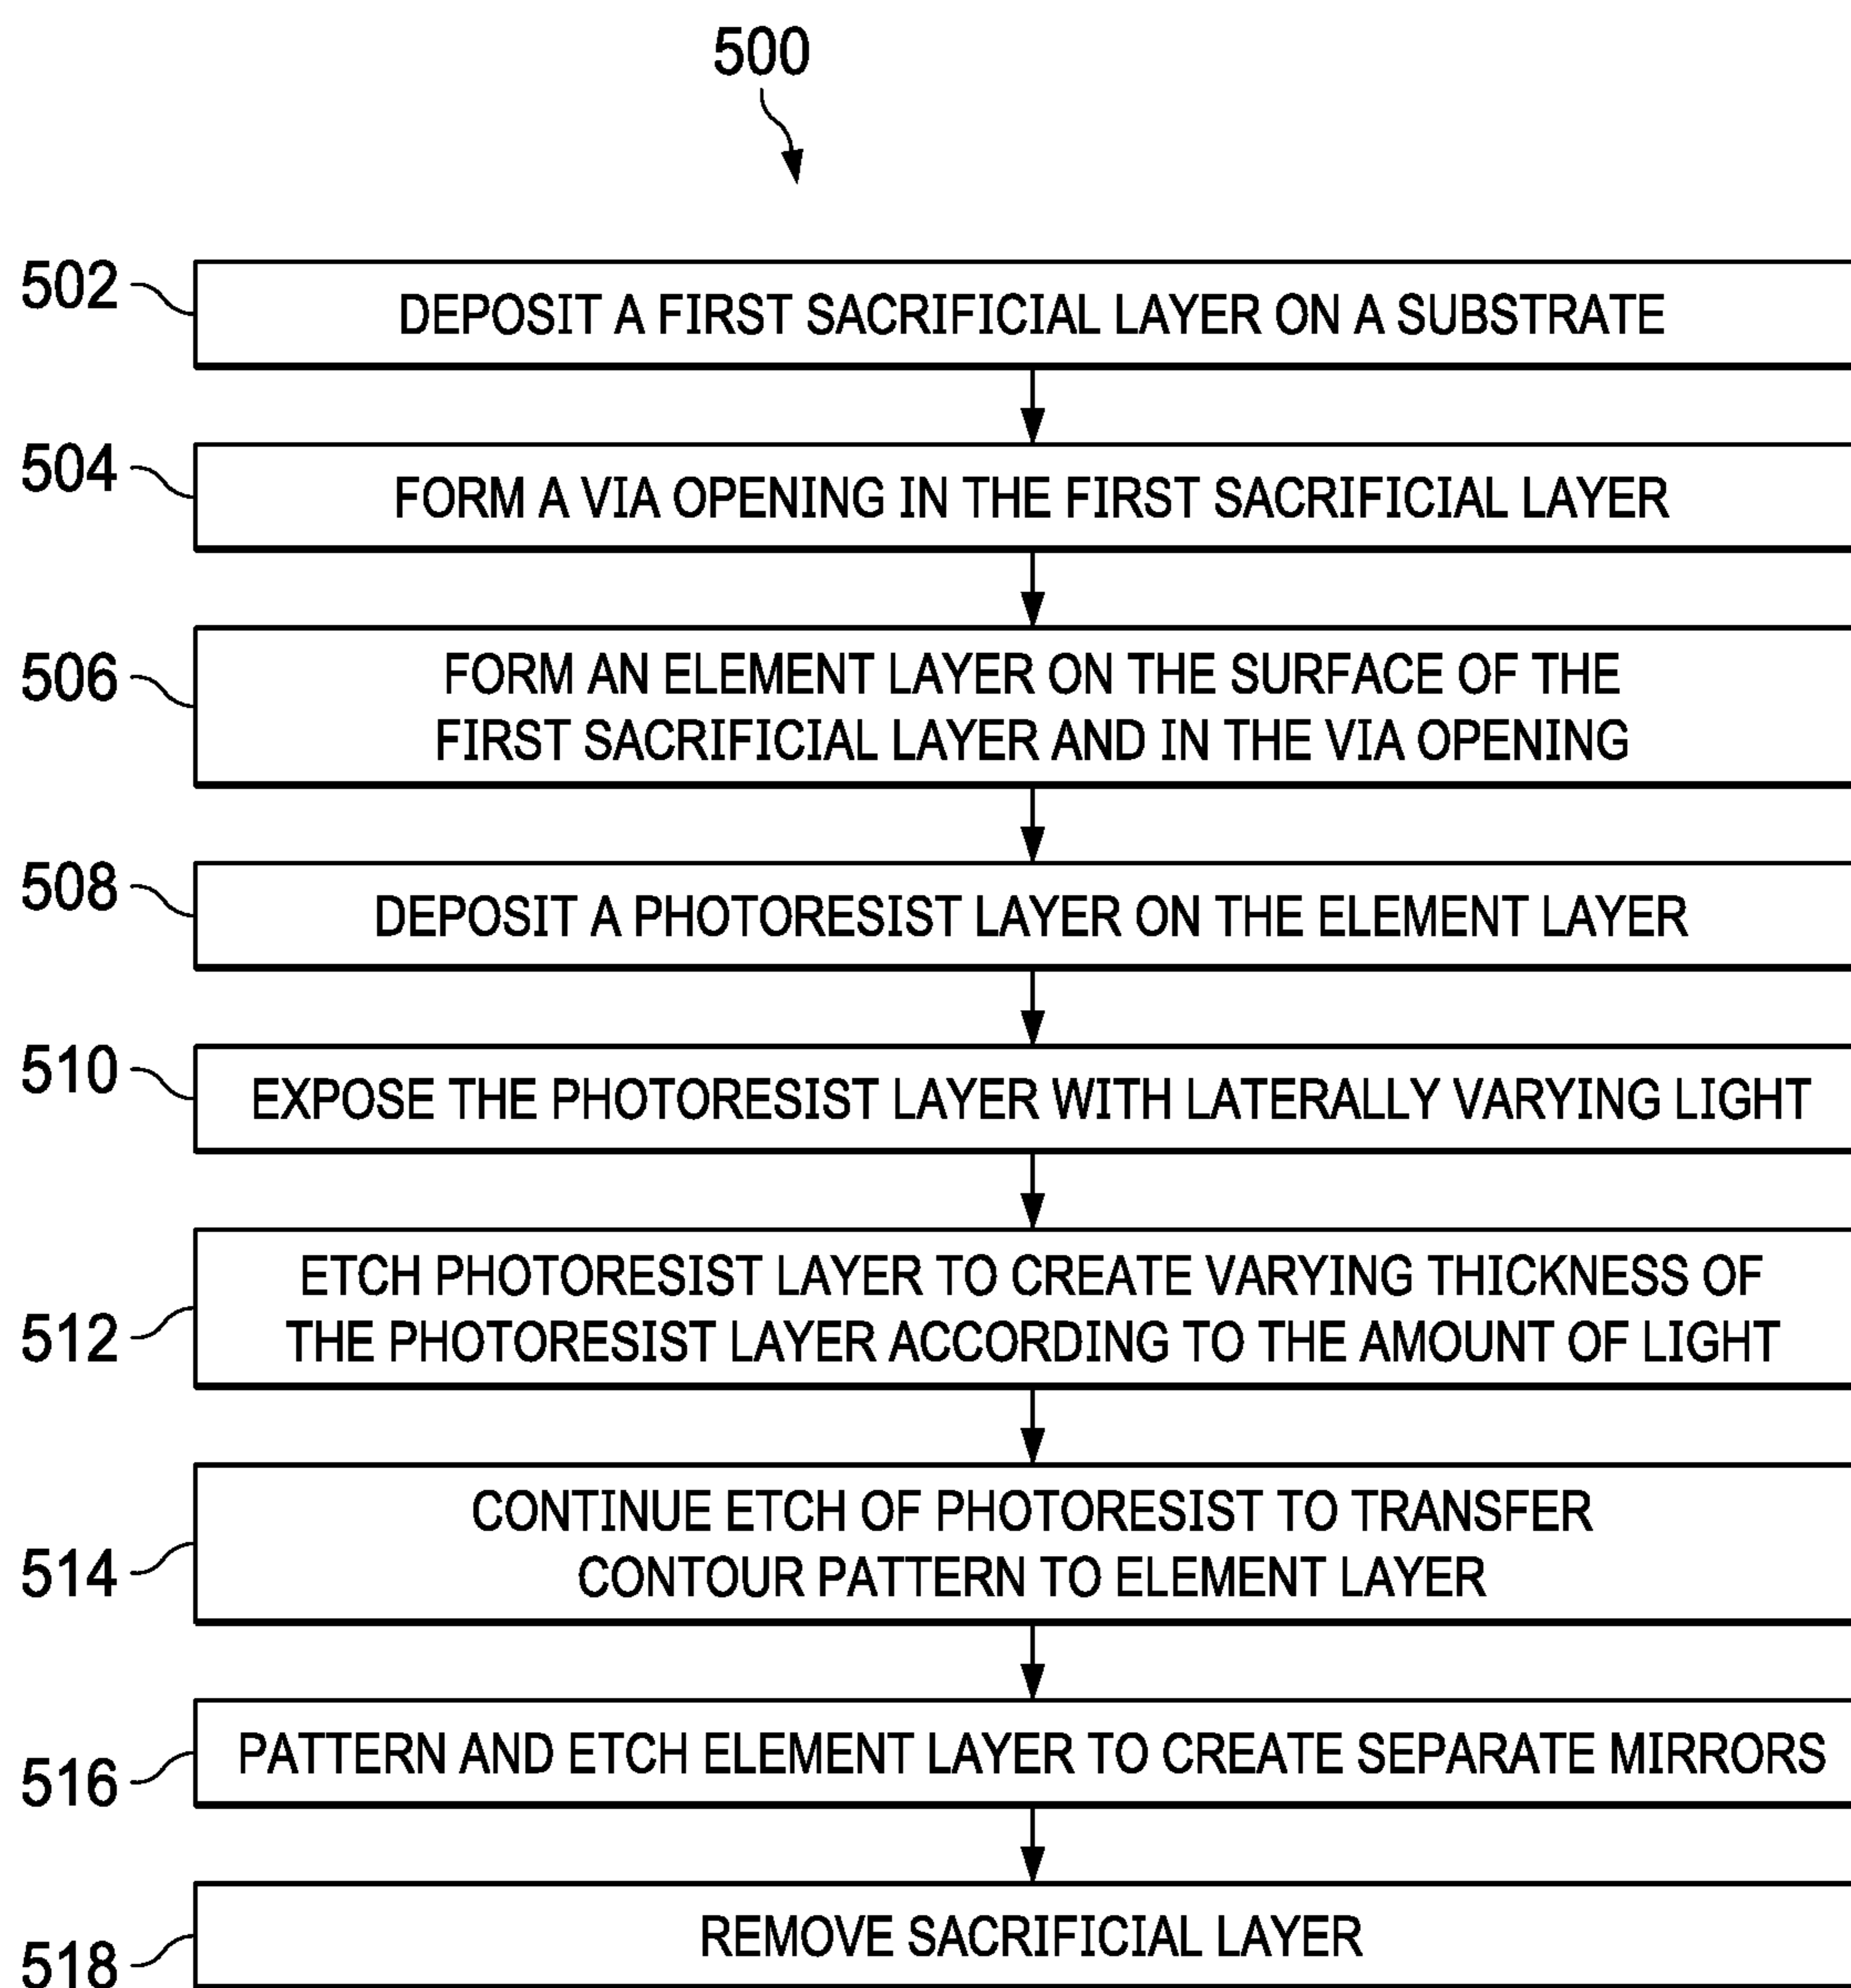 500
502
DEPOSIT A FIRST SACRIFICIAL LAYER ON A SUBSTRATE
504
FORM A VIA OPENING IN THE FIRST SACRIFICIAL LAYER
506
FORM AN ELEMENT LAYER ON THE SURFACE OF THE
FIRST SACRIFICIAL LAYER AND IN THE VIA OPENING
508
DEPOSIT A PHOTORESIST LAYER ON THE ELEMENT LAYER
510
EXPOSE THE PHOTORESIST LAYER WITH LATERALLY VARYING LIGHT
512
ETCH PHOTORESIST LAYER TO CREATE VARYING THICKNESS OF
THE PHOTORESIST LAYER ACCORDING TO THE AMOUNT OF LIGHT
514
CONTINUE ETCH OF PHOTORESIST TO TRANSFER
CONTOUR PATTERN TO ELEMENT LAYER
516
PATTERN AND ETCH ELEMENT LAYER TO CREATE SEPARATE MIRRORS
518
REMOVE SACRIFICIAL LAYER